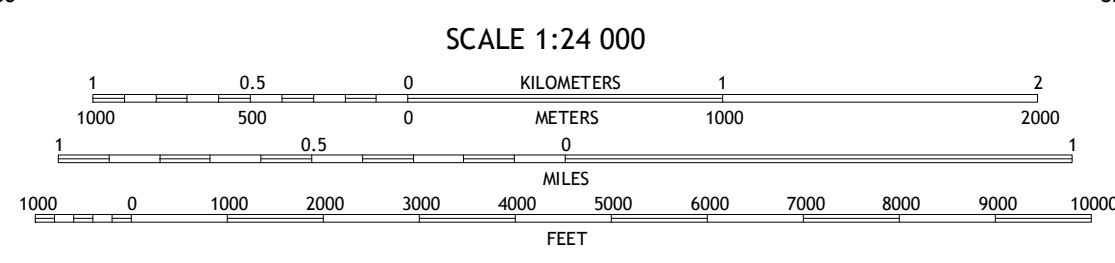 SCALE 1:24 000
1 0.5 0 KILOMETERS 1 2
1000 500 0 METERS 1000 2000
1 0.5 0 1
MILES
1000 0 1000 2000 3000 4000 5000 6000 7000 8000 9000 10000
FEET